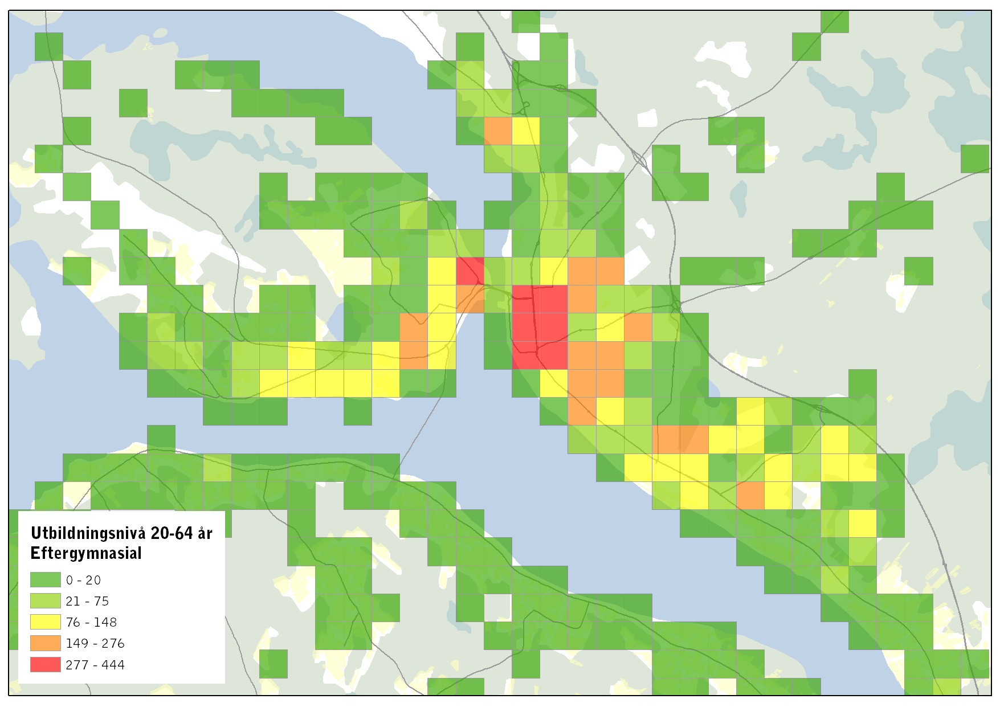 Utbildningsnivå 20-64 år
Eftergymnasial
0 - 20
21 - 75
76 - 148
149 - 276
277 - 444